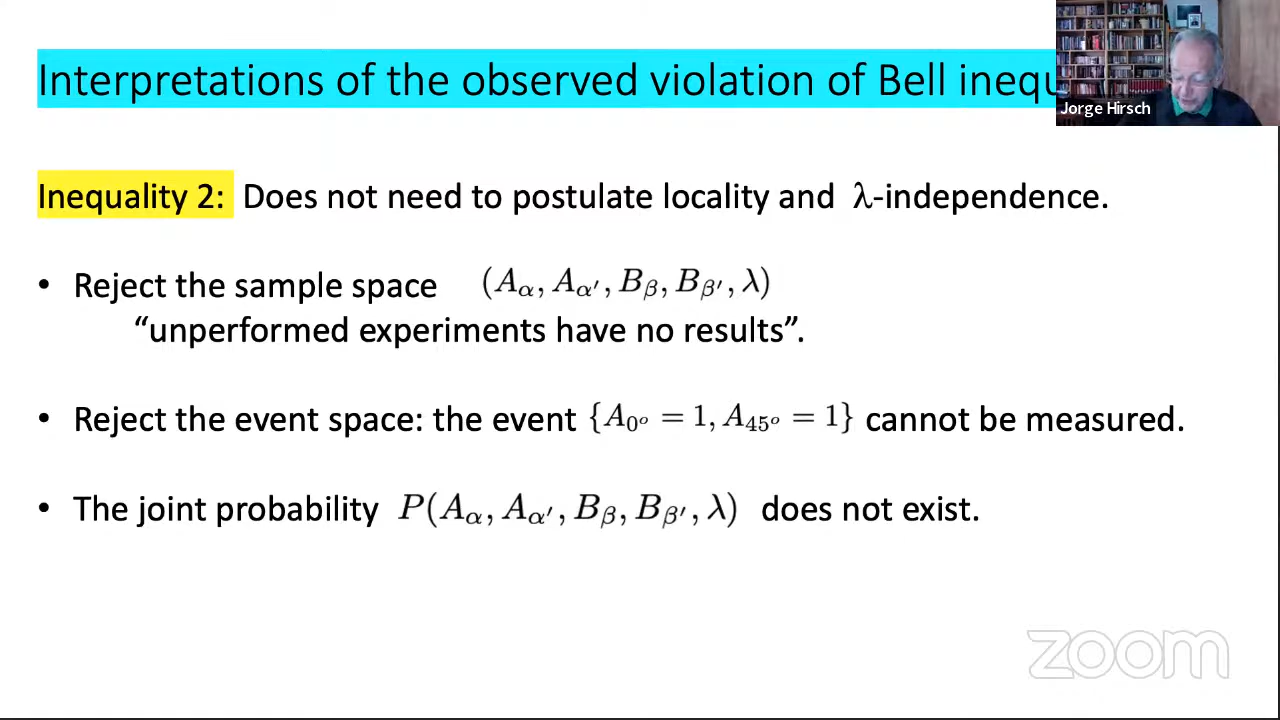 Interpretations of the observed violation of Bell inequ
Jorge Hirsch
Inequality 2: Does not need to postulate locality and λ-independence.
• Reject the sample space (A_α, A_α′, B_β, B_β′, λ)
“unperformed experiments have no results”.
• Reject the event space: the event {A_0° = 1, A_45° = 1} cannot be measured.
• The joint probability P(A_α, A_α′, B_β, B_β′, λ) does not exist.
zoom